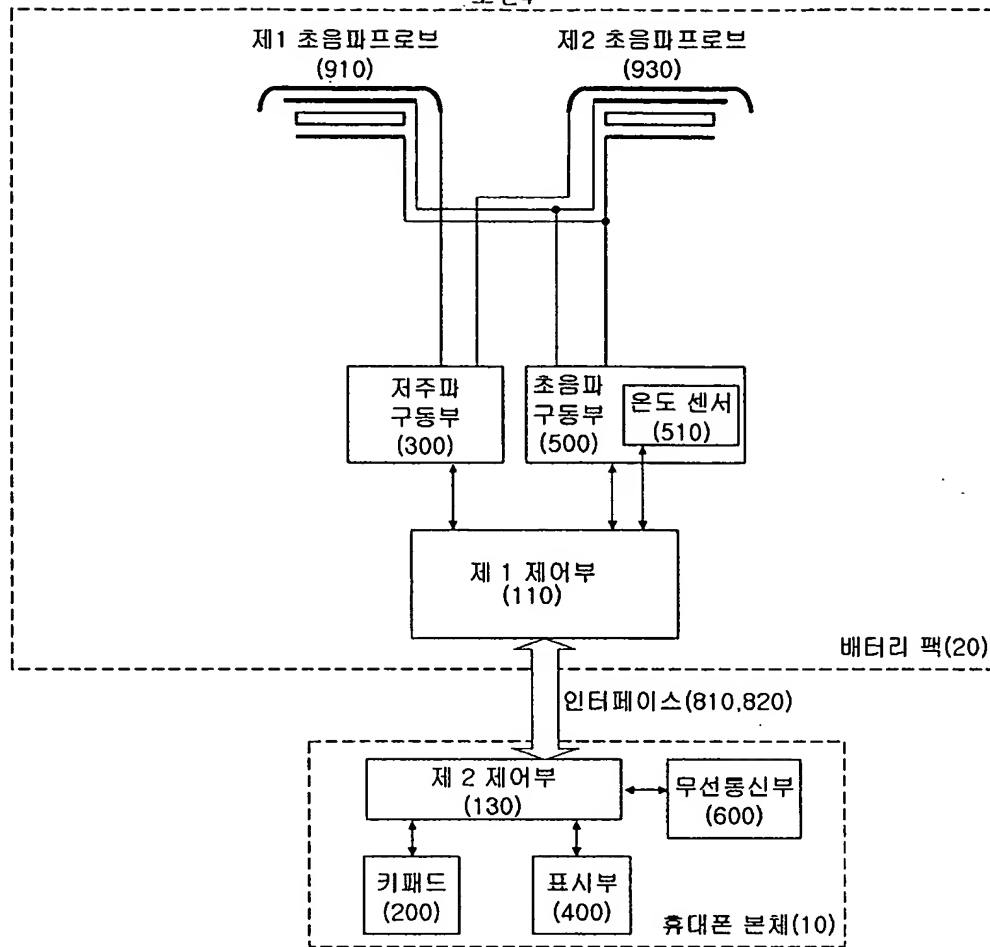 제1 초음파프로브
(910)
제2 초음파프로브
(930)
저주파
구동부
(300)
초음파
구동부
(500)
온도 센서
(510)
제 1 제어부
(110)
배터리 팩(20)
인터페이스(810,820)
제 2 제어부
(130)
무선통신부
(600)
키패드
(200)
표시부
(400)
휴대폰 본체(10)